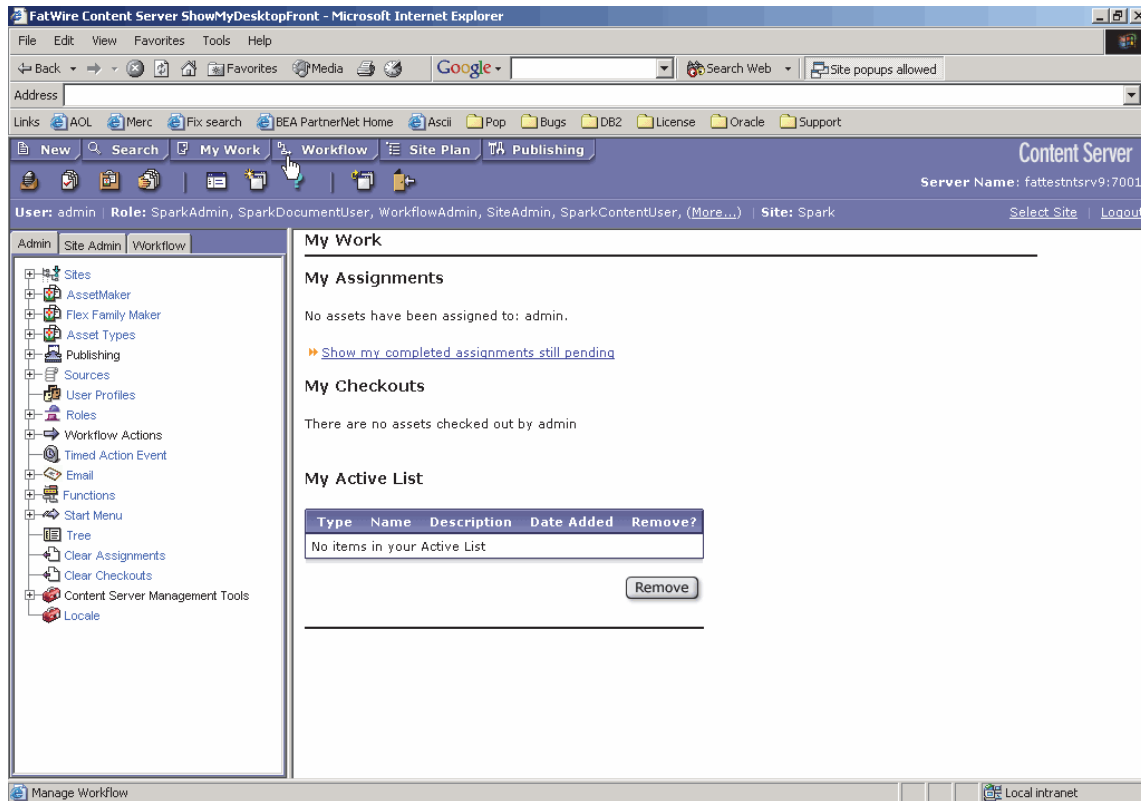 FatWire Content Server ShowMyDesktopFront - Microsoft Internet Explorer
File Edit View Favorites Tools Help
Back Favorites Media Google Search Web Site popups allowed
Address
Links AOL Merc Fix search BEA PartnerNet Home Ascii Pop Bugs DB2 License Oracle Support
New Search My Work Workflow Site Plan Publishing
Content Server
Server Name: fattestntsrv9:7001
User: admin | Role: SparkAdmin, SparkDocumentUser, WorkflowAdmin, SiteAdmin, SparkContentUser, (More...) | Site: Spark Select Site | Logout
Admin Site Admin Workflow
Sites
AssetMaker
Flex Family Maker
Asset Types
Publishing
Sources
User Profiles
Roles
Workflow Actions
Timed Action Event
Email
Functions
Start Menu
Tree
Clear Assignments
Clear Checkouts
Content Server Management Tools
Locale
My Work
My Assignments
No assets have been assigned to: admin.
Show my completed assignments still pending
My Checkouts
There are no assets checked out by admin
My Active List
Type Name Description Date Added Remove?
No items in your Active List
Remove
Manage Workflow
Local intranet